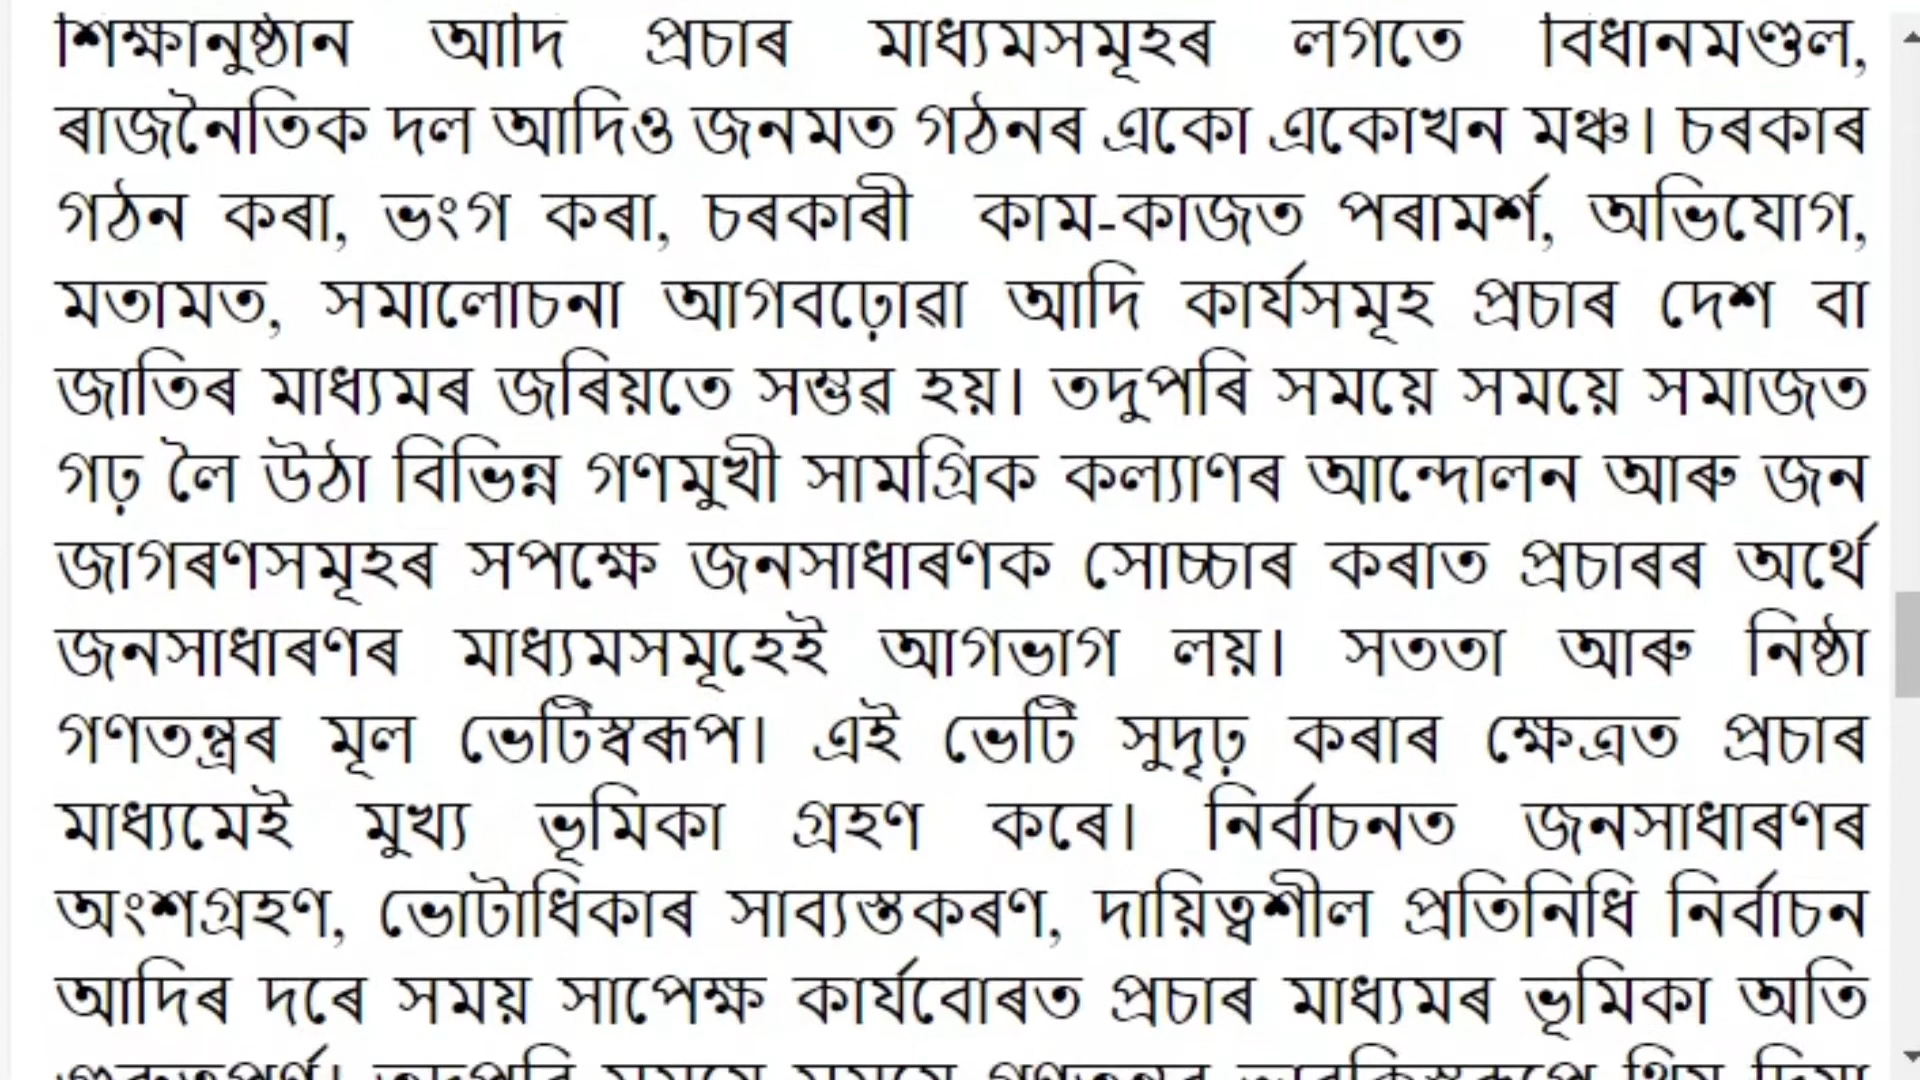 শিক্ষানুষ্ঠান আদি প্ৰচাৰ মাধ্যমসমূহৰ লগতে বিধানমণ্ডল,
ৰাজনৈতিক দল আদিও জনমত গঠনৰ একো একোখন মঞ্চ। চৰকাৰ
গঠন কৰা, ভংগ কৰা, চৰকাৰী কাম-কাজত পৰামৰ্শ, অভিযোগ,
মতামত, সমালোচনা আগবঢ়োৱা আদি কাৰ্যসমূহ প্ৰচাৰ দেশ বা
জাতিৰ মাধ্যমৰ জৰিয়তে সম্ভৱ হয়। তদুপৰি সময়ে সময়ে সমাজত
গঢ় লৈ উঠা বিভিন্ন গণমুখী সামগ্ৰিক কল্যাণৰ আন্দোলন আৰু জন
জাগৰণসমূহৰ সপক্ষে জনসাধাৰণক সোচ্চাৰ কৰাত প্ৰচাৰৰ অৰ্থে
জনসাধাৰণৰ মাধ্যমসমূহেই আগভাগ লয়। সততা আৰু নিষ্ঠা
গণতন্ত্ৰৰ মূল ভেটিস্বৰূপ। এই ভেটি সুদৃঢ় কৰাৰ ক্ষেত্ৰত প্ৰচাৰ
মাধ্যমেই মুখ্য ভূমিকা গ্ৰহণ কৰে। নিৰ্বাচনত জনসাধাৰণৰ
অংশগ্ৰহণ, ভোটাধিকাৰ সাব্যস্তকৰণ, দায়িত্বশীল প্ৰতিনিধি নিৰ্বাচন
আদিৰ দৰে সময় সাপেক্ষ কাৰ্যবোৰত প্ৰচাৰ মাধ্যমৰ ভূমিকা অতি